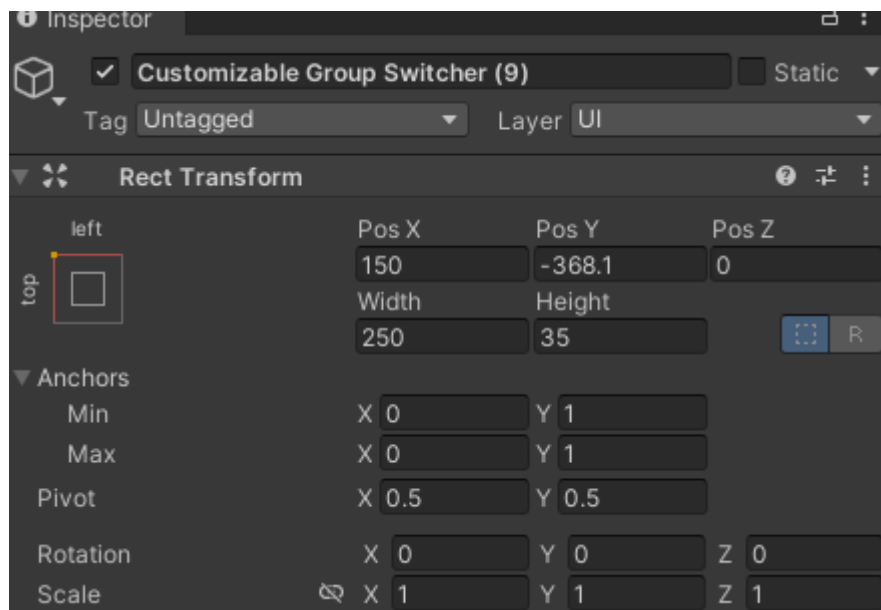 Inspector
Customizable Group Switcher (9) Static
Tag Untagged Layer UI
Rect Transform
left Pos X Pos Y Pos Z
top 150 -368.1 0
Width Height
250 35 R
Anchors
Min X 0 Y 1
Max X 0 Y 1
Pivot X 0.5 Y 0.5
Rotation X 0 Y 0 Z 0
Scale X 1 Y 1 Z 1